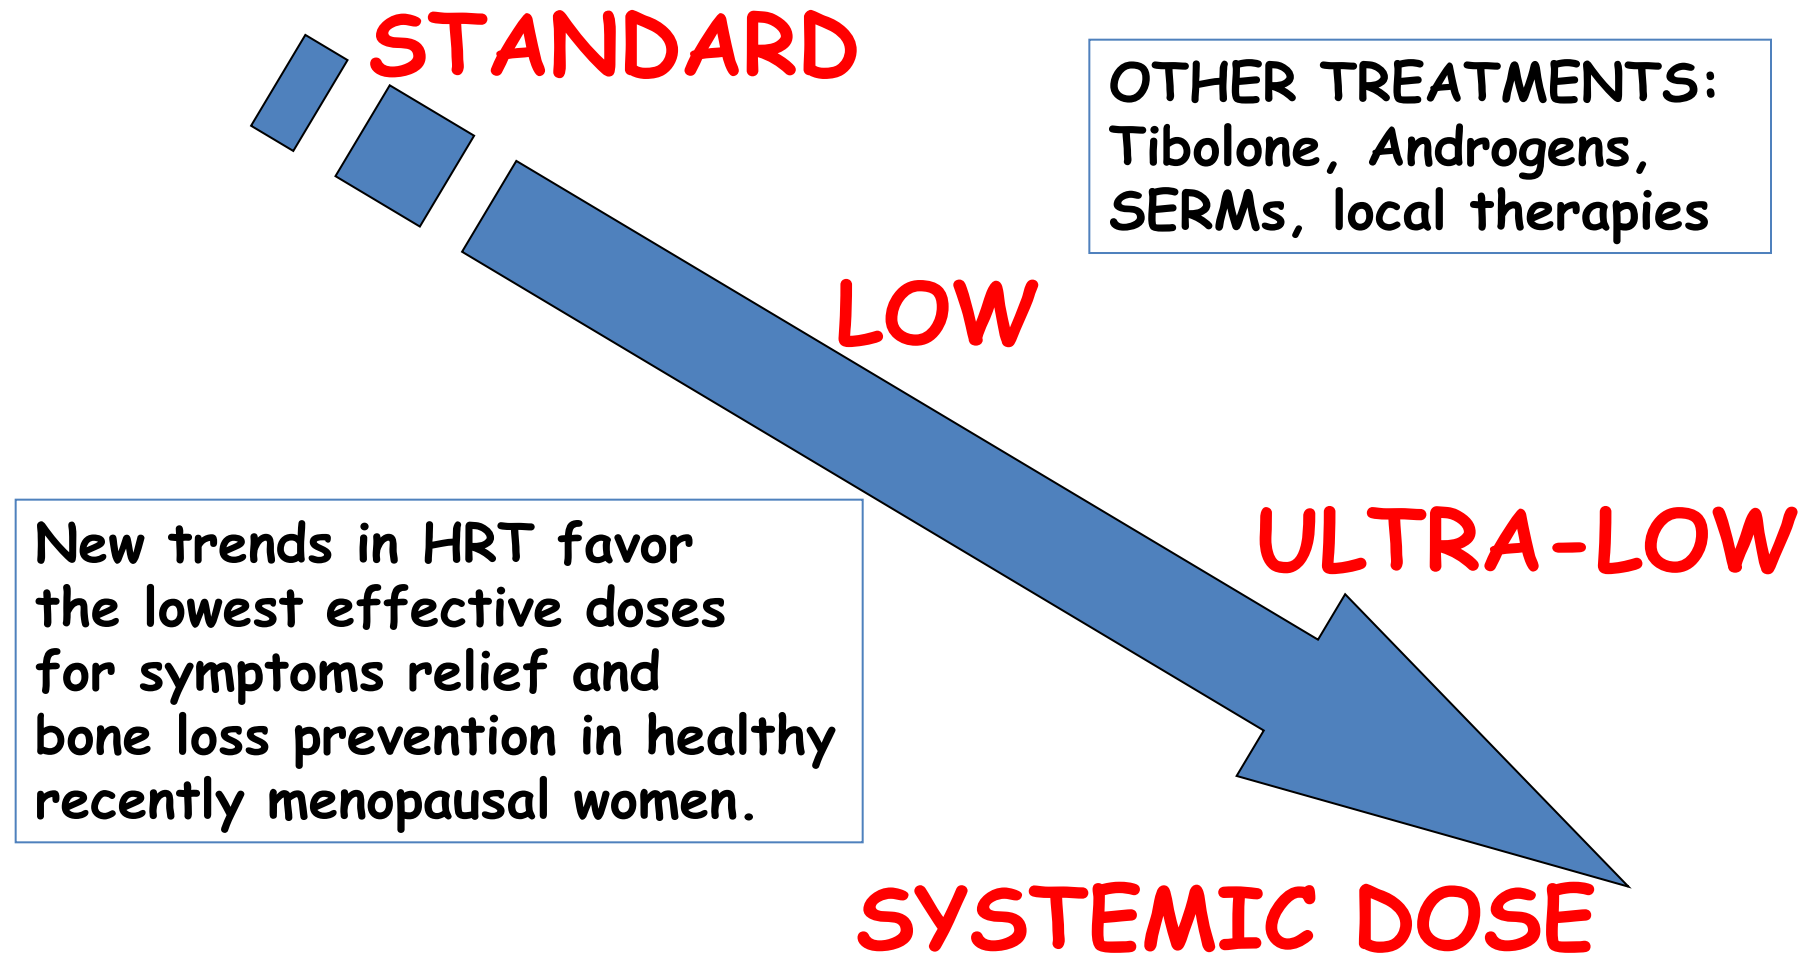 STANDARD
OTHER TREATMENTS:
Tibolone, Androgens,
SERMs, local therapies
LOW
New trends in HRT favor
the lowest effective doses
for symptoms relief and
bone loss prevention in healthy
recently menopausal women.
ULTRA-LOW
SYSTEMIC DOSE